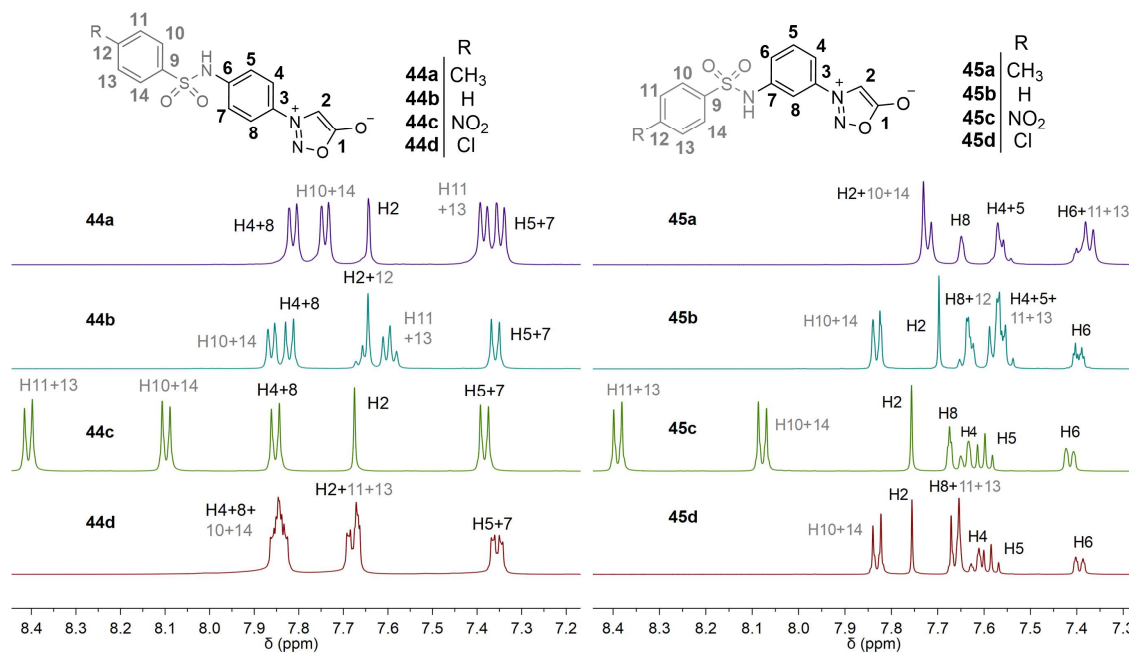 R
11
10
12
9
13
14
S
O
O
N
H
6
5
4
3
7
8
N
+
2
N
O
1
O−
R
44a CH3
44b H
44c NO2
44d Cl
5
6
4
7
3
8
N
+
2
N
O
1
O−
O
O
S
N
H
10
11
9
12
14
13
R
R
45a CH3
45b H
45c NO2
45d Cl
44a
H4+8
H10+14
H2
H11
+13
H5+7
44b
H10+14
H4+8
H2+12
H11
+13
H5+7
44c
H11+13
H10+14
H4+8
H2
H5+7
44d
H4+8+
10+14
H2+11+13
H5+7
8.4 8.3 8.2 8.1 8.0 7.9 7.8 7.7 7.6 7.5 7.4 7.3 7.2
δ (ppm)
45a
H2+10+14
H8
H4+5
H6+11+13
45b
H10+14
H2
H8+12
H4+5+
11+13
H6
45c
H11+13
H10+14
H2
H8
H4
H5
H6
45d
H10+14
H2
H8+11+13
H4
H5
H6
8.4 8.3 8.2 8.1 8.0 7.9 7.8 7.7 7.6 7.5 7.4 7.3
δ (ppm)